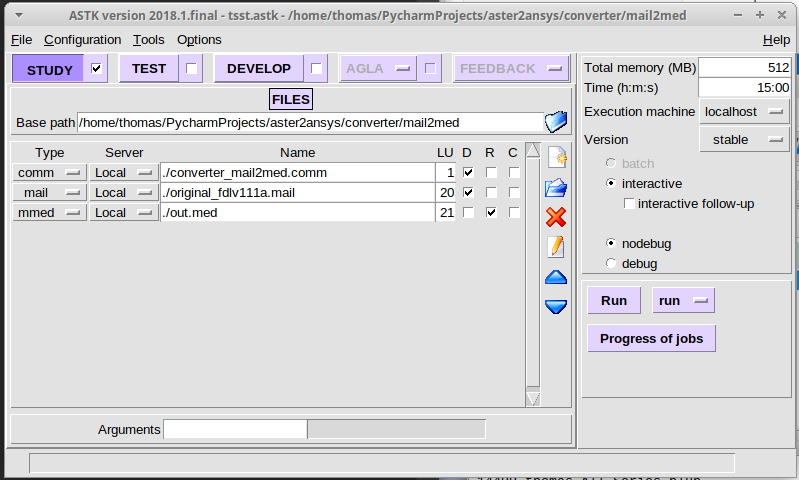 ASTK version 2018.1.final - tsst.astk - /home/thomas/PycharmProjects/aster2ansys/converter/mail2med
File Configuration Tools Options Help
STUDY TEST DEVELOP AGLA FEEDBACK
FILES
Base path /home/thomas/PycharmProjects/aster2ansys/converter/mail2med
Type Server Name LU D R C
comm Local ./converter_mail2med.comm 1
mail Local ./original_fdlv111a.mail 20
mmed Local ./out.med 21
Arguments
Total memory (MB) 512
Time (h:m:s) 15:00
Execution machine localhost
Version stable
batch
interactive
interactive follow-up
nodebug
debug
Run run
Progress of jobs